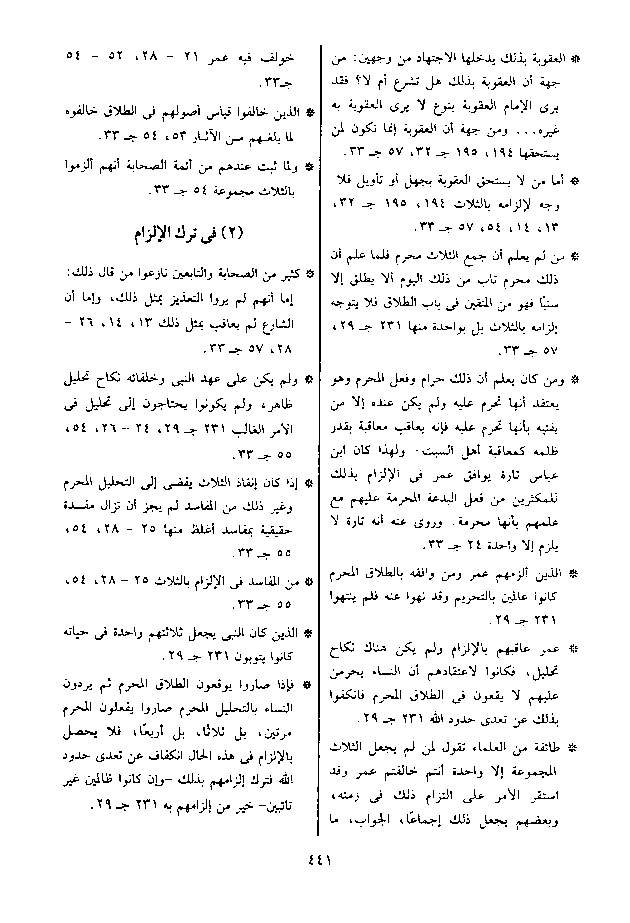 * العقوبة بذلك يدخلها الاجتهاد من وجهين: من
جهة أن العقوبة بذلك هل تشرع أم لا؟ فقد
يرى الإمام العقوبة بنوع لا يرى العقوبة به
غيره... ومن جهة أن العقوبة إنما تكون لمن
يستحقها ١٩٤، ١٩٥ جـ ٣٢، ٥٧ جـ ٣٣.
* أما من لا يستحق العقوبة بجهل أو تأويل فلا
وجه لإلزامه بالثلاث ١٩٤، ١٩٥ جـ ٣٢،
١٣، ١٤، ٥٤، ٥٧ جـ ٣٣.
* من لم يعلم أن جمع الثلاث محرم فلما علم أن
ذلك محرم تاب من ذلك اليوم ألا يطلق إلا
سنيًا فهو من المتقين في باب الطلاق فلا يتوجه
إلزامه بالثلاث بل بواحدة منها ٢٣١ جـ ٢٩،
٥٧ جـ ٣٣.
* ومن كان يعلم أن ذلك حرام وفعل المحرم وهو
يعتقد أنها تحرم عليه ولم يكن عنده إلا من
يفتيه بأنها تحرم عليه فإنه يعاقب معاقبة بقدر
ظلمه كمعاقبة أهل السبت. ولهذا كان ابن
عباس تارة يوافق عمر في الإلزام بذلك
للمكثرين من فعل البدعة المحرمة عليهم مع
علمهم بأنها محرمة. وروي عنه أنه تارة لا
يلزم إلا واحدة ٢٤ جـ ٣٣.
* الذين ألزمهم عمر ومن وافقه بالطلاق المحرم
كانوا عالمين بالتحريم وقد نهوا عنه فلم ينتهوا
٢٣١ جـ ٢٩.
* عمر عاقبهم بالإلزام ولم يكن هناك نكاح
تحليل، فكانوا لاعتقادهم أن النساء يحرمن
عليهم لا يقعون في الطلاق المحرم فانكفوا
بذلك عن تعدى حدود الله ٢٣١ جـ ٢٩.
* طائفة من العلماء تقول لمن لم يجعل الثلاث
المجموعة إلا واحدة أنتم خالفتم عمر وقد
استقر الأمر على التزام ذلك في زمنه،
وبعضهم يجعل ذلك إجماعًا، الجواب، ما
خولف فيه عمر ٢١ – ٢٨، ٥٢ – ٥٤
جـ٣٣.
* الذين خالفوا قياس أصولهم في الطلاق خالفوه
لما بلغهم من الآثار ٥٣، ٥٤ جـ ٣٣.
* ولما ثبت عندهم من أئمة الصحابة أنهم ألزموا
بالثلاث مجموعة ٥٤ جـ ٣٣.
(٢) في ترك الإلزام
* كثير من الصحابة والتابعين نازعوا من قال ذلك:
إما أنهم لم يروا التعذيز بمثل ذلك، وإما أن
الشارع لم يعاقب بمثل ذلك ١٣، ١٤، ٢٦ –
٢٨، ٥٧ جـ ٣٣.
* ولم يكن على عهد النبي وخلفائه نكاح تحليل
ظاهر، ولم يكونوا يحتاجون إلى تحليل في
الأمر الغالب ٢٣١ جـ ٢٩، ٢٤ – ٢٦، ٥٤،
٥٥ جـ ٣٣.
* إذا كان إنفاذ الثلاث يفضى إلى التحليل المحرم
وغير ذلك من المفاسد لم يجز أن تزال مفسدة
حقيقية بمفاسد أغلظ منها ٢٥ – ٢٨، ٥٤،
٥٥ جـ ٣٣.
* من المفاسد في الإلزام بالثلاث ٢٥ – ٢٨، ٥٤،
٥٥ جـ ٣٣.
* الذين كان النبي يجعل ثلاثتهم واحدة في حياته
كانوا يتوبون ٢٣١ جـ ٢٩.
* فإذا صاروا يوقعون الطلاق المحرم ثم يردون
النساء بالتحليل المحرم صاروا يفعلون المحرم
مرتين، بل ثلاثا، بل أربعًا، فلا يحصل
بالإلزام في هذه الحال انكفاف عن تعدى حدود
الله فترك إلزامهم بذلك –وإن كانوا ظالمين غير
تائبين– خير من إلزامهم به ٢٣١ جـ ٢٩.
٤٤١